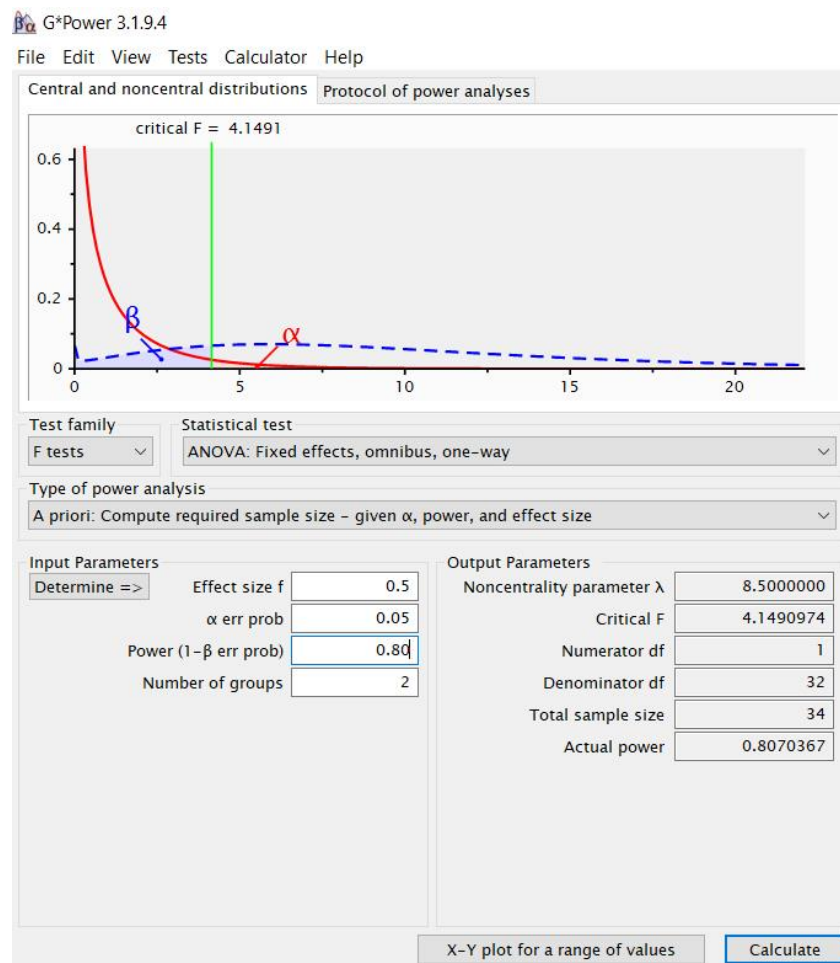 βα G*Power 3.1.9.4
File Edit View Tests Calculator Help
Central and noncentral distributions Protocol of power analyses
critical F = 4.1491
0.6
0.4
0.2
0
β
α
0 5 10 15 20
Test family Statistical test
F tests ANOVA: Fixed effects, omnibus, one-way
Type of power analysis
A priori: Compute required sample size – given α, power, and effect size
Input Parameters Output Parameters
Determine => Effect size f 0.5 Noncentrality parameter λ 8.5000000
α err prob 0.05 Critical F 4.1490974
Power (1–β err prob) 0.80 Numerator df 1
Number of groups 2 Denominator df 32
Total sample size 34
Actual power 0.8070367
X–Y plot for a range of values Calculate